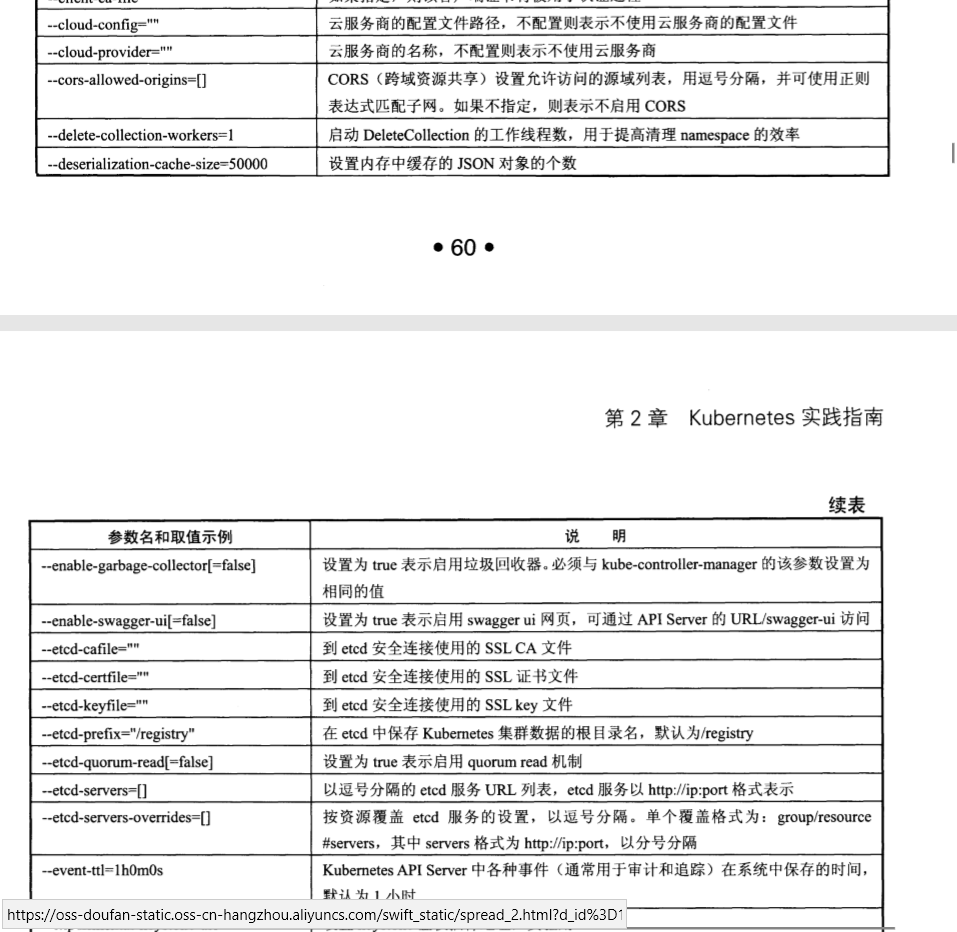 --cloud-config="" 云服务商的配置文件路径，不配置则表示不使用云服务商的配置文件
--cloud-provider="" 云服务商的名称，不配置则表示不使用云服务商
--cors-allowed-origins=[] CORS（跨域资源共享）设置允许访问的源域列表，用逗号分隔，并可使用正则
表达式匹配子网。如果不指定，则表示不启用 CORS
--delete-collection-workers=1 启动 DeleteCollection 的工作线程数，用于提高清理 namespace 的效率
--deserialization-cache-size=50000 设置内存中缓存的 JSON 对象的个数
• 60 •
第 2 章 Kubernetes 实践指南
续表
参数名和取值示例 说 明
--enable-garbage-collector[=false] 设置为 true 表示启用垃圾回收器。必须与 kube-controller-manager 的该参数设置为
相同的值
--enable-swagger-ui[=false] 设置为 true 表示启用 swagger ui 网页，可通过 API Server 的 URL/swagger-ui 访问
--etcd-cafile="" 到 etcd 安全连接使用的 SSL CA 文件
--etcd-certfile="" 到 etcd 安全连接使用的 SSL 证书文件
--etcd-keyfile="" 到 etcd 安全连接使用的 SSL key 文件
--etcd-prefix="/registry" 在 etcd 中保存 Kubernetes 集群数据的根目录名，默认为/registry
--etcd-quorum-read[=false] 设置为 true 表示启用 quorum read 机制
--etcd-servers=[] 以逗号分隔的 etcd 服务 URL 列表，etcd 服务以 http://ip:port 格式表示
--etcd-servers-overrides=[] 按资源覆盖 etcd 服务的设置，以逗号分隔。单个覆盖格式为：group/resource
#servers，其中 servers 格式为 http://ip:port，以分号分隔
--event-ttl=1h0m0s Kubernetes API Server 中各种事件（通常用于审计和追踪）在系统中保存的时间，
默认为 1 小时
https://oss-doufan-static.oss-cn-hangzhou.aliyuncs.com/swift_static/spread_2.html?d_id%3D1